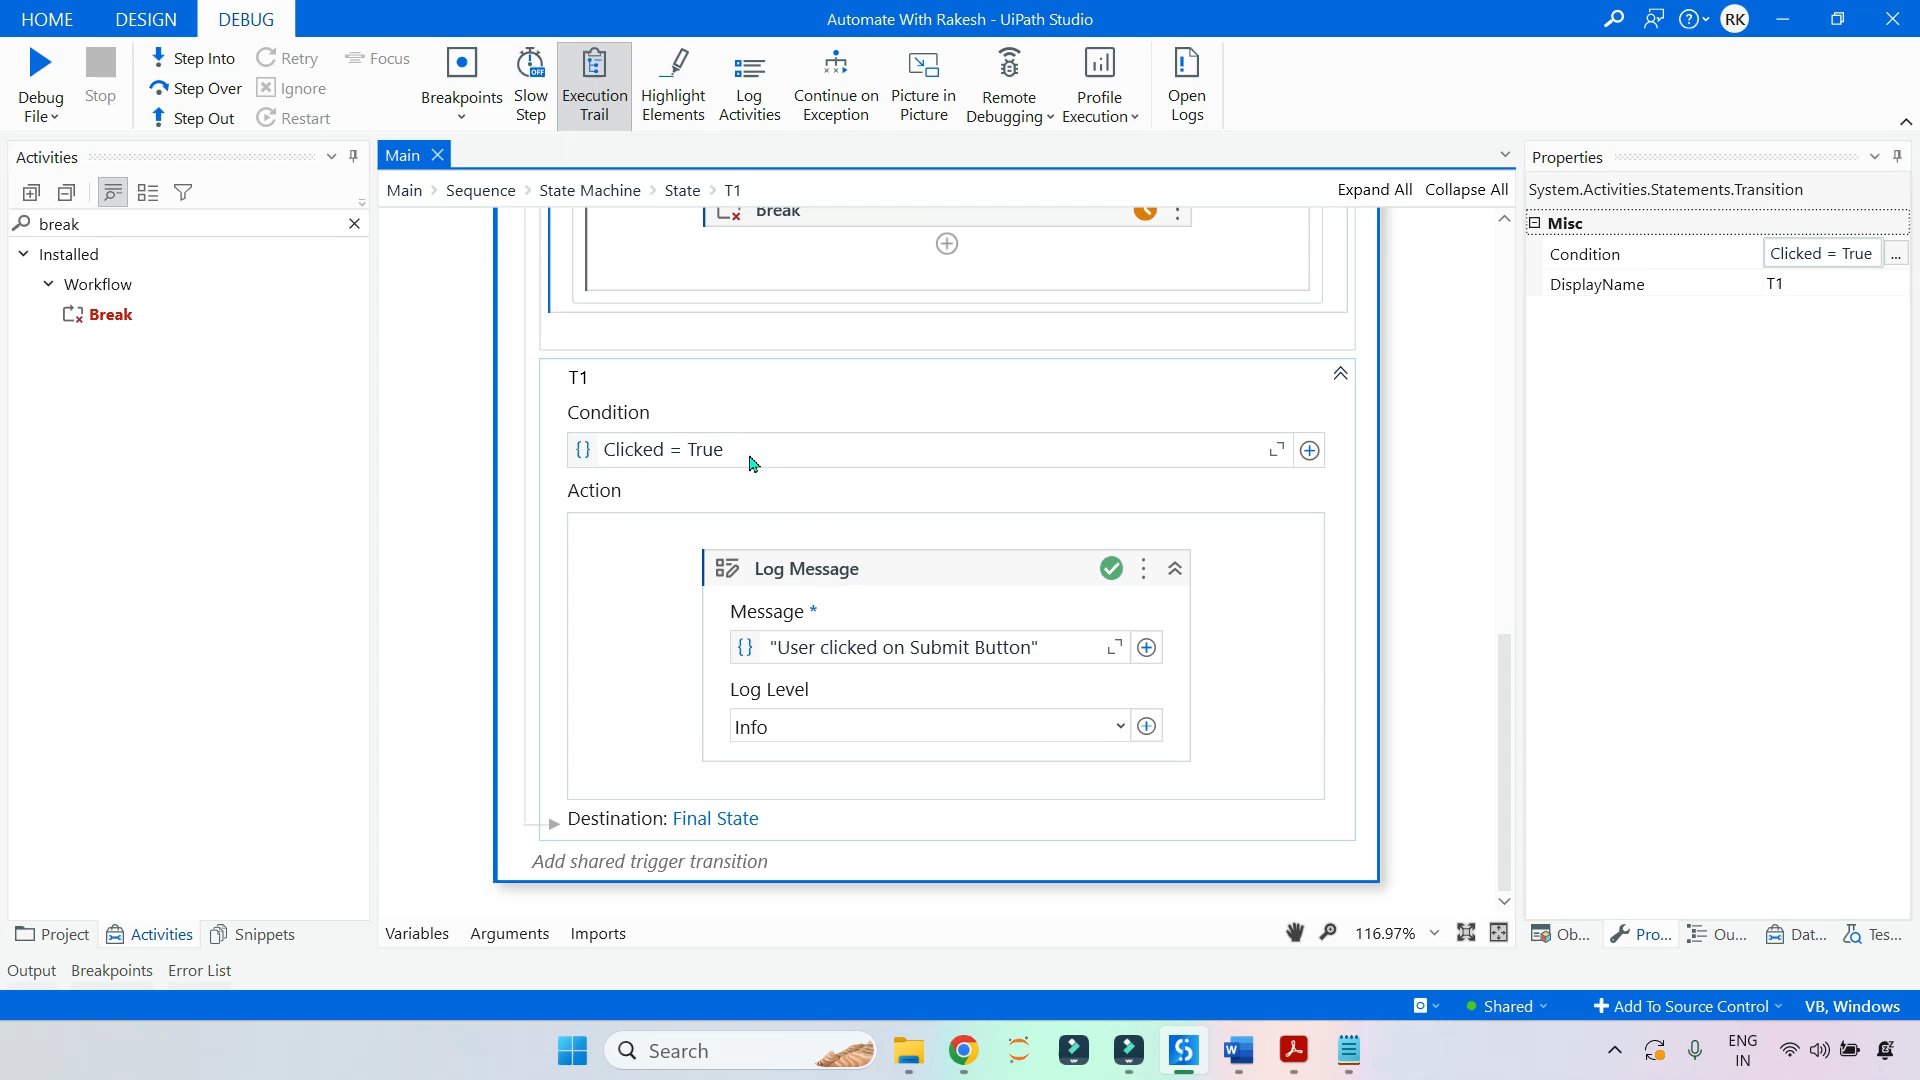 HOME DESIGN DEBUG
Automate With Rakesh - UiPath Studio
RK
Debug File
Stop
Step Into
Step Over
Step Out
Retry
Ignore
Restart
Focus
Breakpoints
OFF
Slow Step
Execution Trail
Highlight Elements
Log Activities
Continue on Exception
Picture in Picture
Remote Debugging
Profile Execution
Open Logs
Activities
break
Installed
Workflow
Break
Main
Main > Sequence > State Machine > State > T1
Expand All Collapse All
Break
T1
Condition
{} Clicked = True
Action
Log Message
Message *
{} "User clicked on Submit Button"
Log Level
Info
Destination: Final State
Add shared trigger transition
Properties
System.Activities.Statements.Transition
Misc
Condition Clicked = True ...
DisplayName T1
Project Activities Snippets
Variables Arguments Imports
116.97%
Ob... Pro... Ou... Dat... Tes...
Output Breakpoints Error List
Shared
Add To Source Control
VB, Windows
Search
ENG
IN